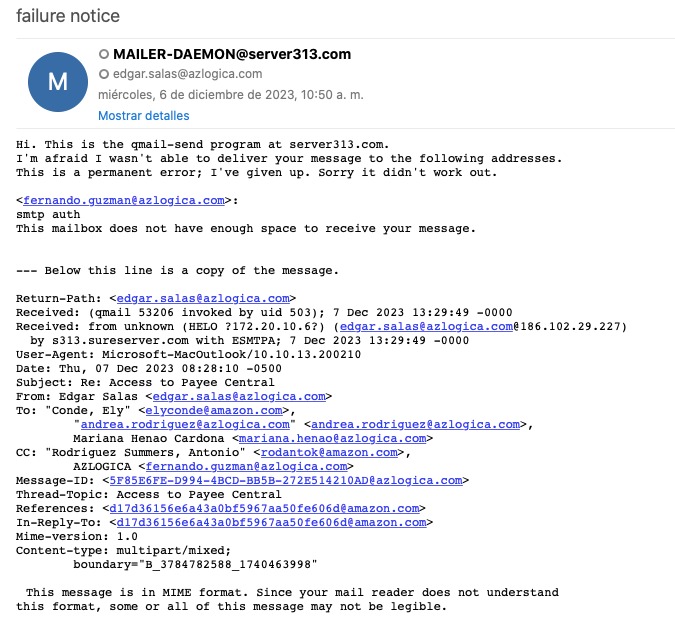 failure notice
M
MAILER-DAEMON@server313.com
edgar.salas@azlogica.com
miércoles, 6 de diciembre de 2023, 10:50 a. m.
Mostrar detalles
Hi. This is the qmail-send program at server313.com.
I'm afraid I wasn't able to deliver your message to the following addresses.
This is a permanent error; I've given up. Sorry it didn't work out.
<fernando.guzman@azlogica.com>:
smtp auth
This mailbox does not have enough space to receive your message.
--- Below this line is a copy of the message.
Return-Path: <edgar.salas@azlogica.com>
Received: (qmail 53206 invoked by uid 503); 7 Dec 2023 13:29:49 -0000
Received: from unknown (HELO ?172.20.10.6?) (edgar.salas@azlogica.com@186.102.29.227)
by s313.sureserver.com with ESMTPA; 7 Dec 2023 13:29:49 -0000
User-Agent: Microsoft-MacOutlook/10.10.13.200210
Date: Thu, 07 Dec 2023 08:28:10 -0500
Subject: Re: Access to Payee Central
From: Edgar Salas <edgar.salas@azlogica.com>
To: "Conde, Ely" <elyconde@amazon.com>,
"andrea.rodriguez@azlogica.com" <andrea.rodriguez@azlogica.com>,
Mariana Henao Cardona <mariana.henao@azlogica.com>
CC: "Rodriguez Summers, Antonio" <rodantok@amazon.com>,
AZLOGICA <fernando.guzman@azlogica.com>
Message-ID: <5F85E6FE-D994-4BCD-BB5B-272E514210AD@azlogica.com>
Thread-Topic: Access to Payee Central
References: <d17d36156e6a43a0bf5967aa50fe606d@amazon.com>
In-Reply-To: <d17d36156e6a43a0bf5967aa50fe606d@amazon.com>
Mime-version: 1.0
Content-type: multipart/mixed;
boundary="B_3784782588_1740463998"
This message is in MIME format. Since your mail reader does not understand
this format, some or all of this message may not be legible.